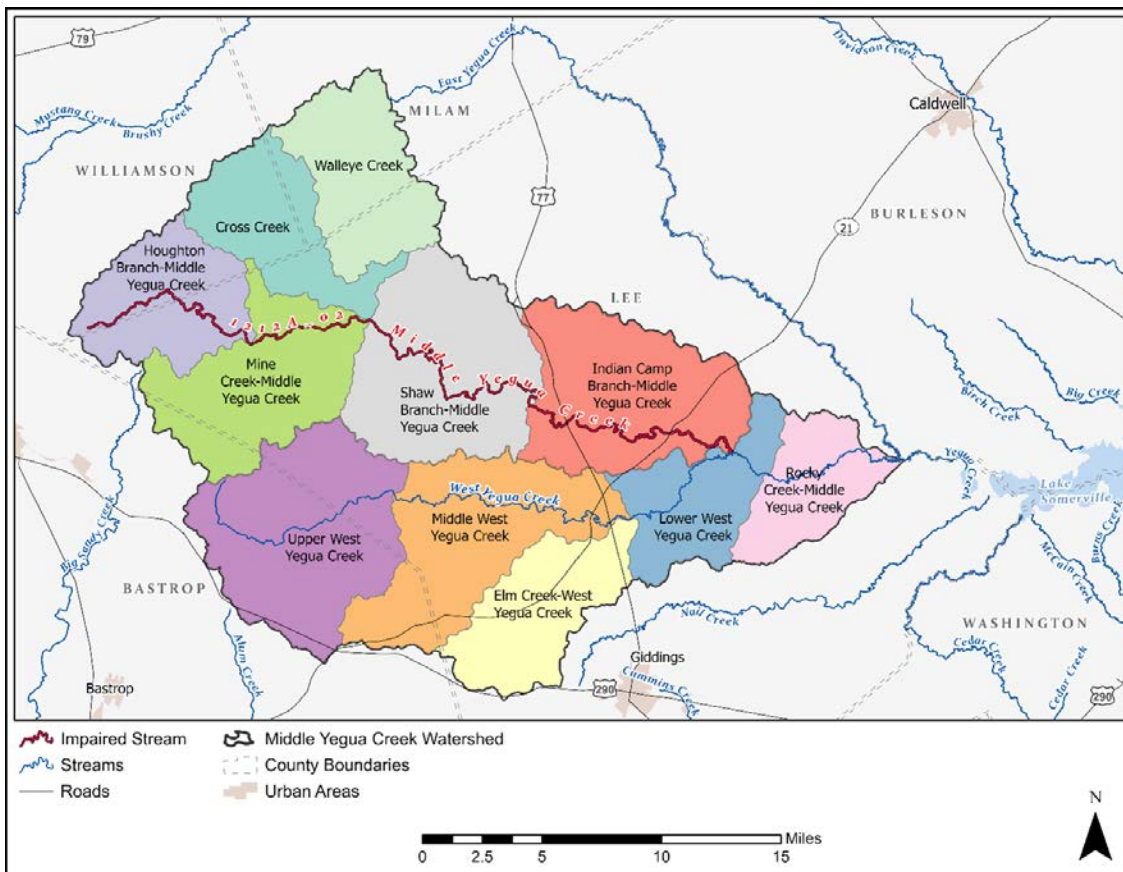 79
East Yegua Creek
Davidson Creek
Caldwell
Mustang Creek
Brushy Creek
MILAM
WILLIAMSON
Walleye Creek
77
Cross Creek
21
BURLESON
Houghton
Branch-Middle
Yegua Creek
LEE
1212A.02 Middle Yegua Creek
Mine
Creek-Middle
Yegua Creek
Indian Camp
Branch-Middle
Yegua Creek
Shaw
Branch-Middle
Yegua Creek
Big Creek
Birch Creek
Yegua Creek
Rocky
Creek-Middle
Yegua Creek
Lake
Somerville
West Yegua Creek
Middle West
Yegua Creek
Lower West
Yegua Creek
Upper West
Yegua Creek
Big Sandy Creek
Burns Creek
McCain Creek
BASTROP
Elm Creek-West
Yegua Creek
Nail Creek
WASHINGTON
Alum Creek
Cedar Creek
Cedar Creek
Giddings
Bastrop
Cummins Creek
290
290
Impaired Stream
Streams
Roads
Middle Yegua Creek Watershed
County Boundaries
Urban Areas
N
Miles
0 2.5 5 10 15